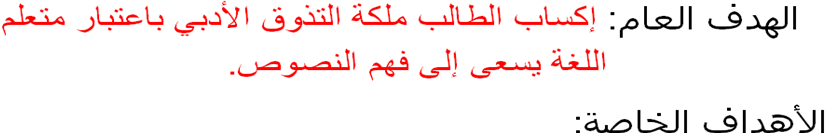 الهدف العام: إكساب الطالب ملكة التذوق الأدبي باعتبار متعلم
اللغة يسعى إلى فهم النصوص.
الأهداف الخاصة: